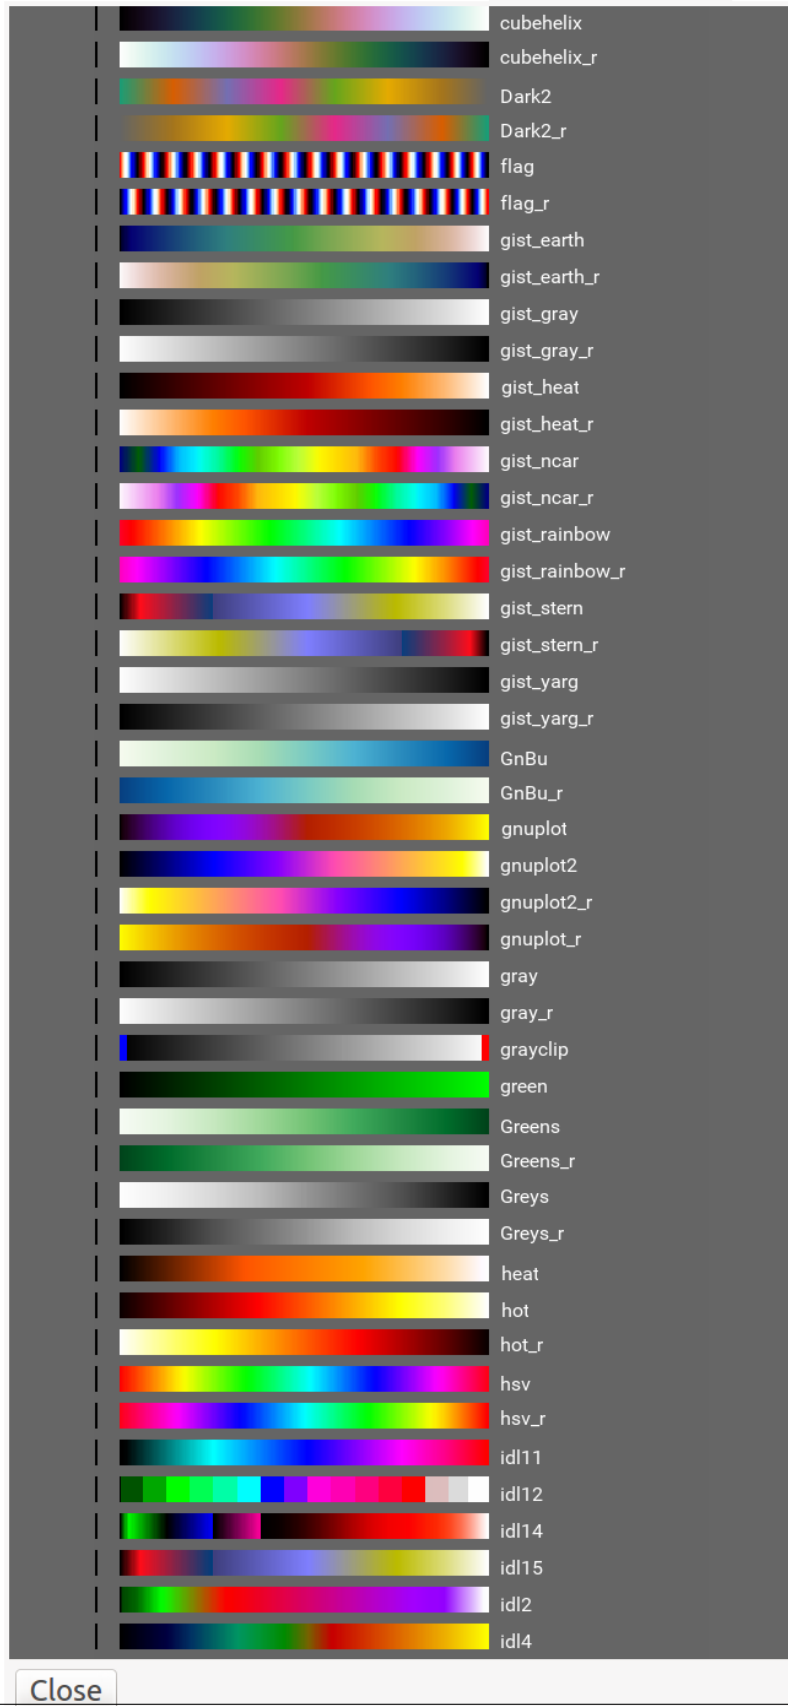 cubehelix
cubehelix_r
Dark2
Dark2_r
flag
flag_r
gist_earth
gist_earth_r
gist_gray
gist_gray_r
gist_heat
gist_heat_r
gist_ncar
gist_ncar_r
gist_rainbow
gist_rainbow_r
gist_stern
gist_stern_r
gist_yarg
gist_yarg_r
GnBu
GnBu_r
gnuplot
gnuplot2
gnuplot2_r
gnuplot_r
gray
gray_r
grayclip
green
Greens
Greens_r
Greys
Greys_r
heat
hot
hot_r
hsv
hsv_r
idl11
idl12
idl14
idl15
idl2
idl4
Close